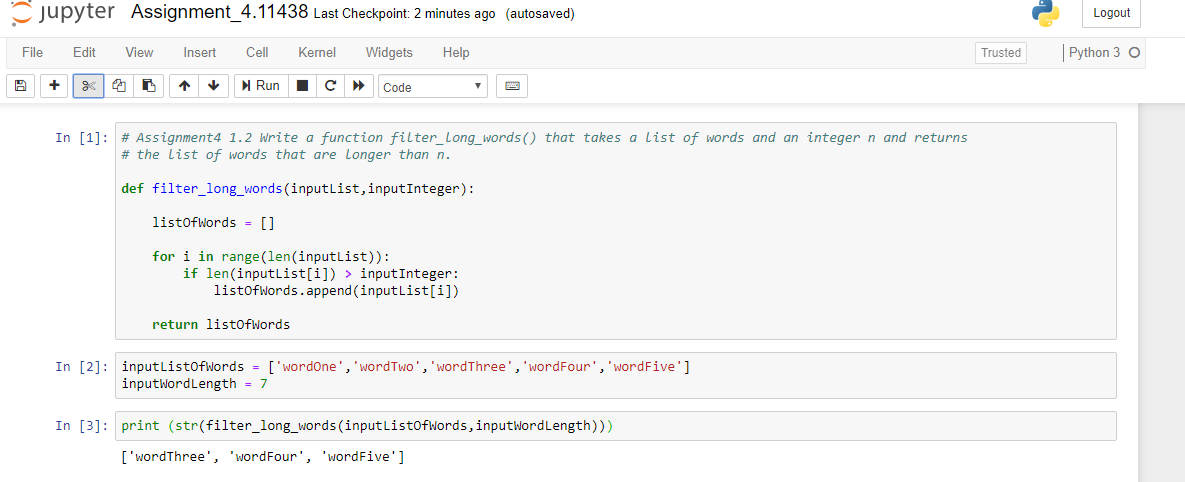 jupyter Assignment_4.11438 Last Checkpoint: 2 minutes ago (autosaved) Logout
File Edit View Insert Cell Kernel Widgets Help Trusted Python 3
Run Code
In [1]: # Assignment4 1.2 Write a function filter_long_words() that takes a list of words and an integer n and returns
# the list of words that are longer than n.
def filter_long_words(inputList,inputInteger):
listOfWords = []
for i in range(len(inputList)):
if len(inputList[i]) > inputInteger:
listOfWords.append(inputList[i])
return listOfWords
In [2]: inputListOfWords = ['wordOne','wordTwo','wordThree','wordFour','wordFive']
inputWordLength = 7
In [3]: print (str(filter_long_words(inputListOfWords,inputWordLength)))
['wordThree', 'wordFour', 'wordFive']